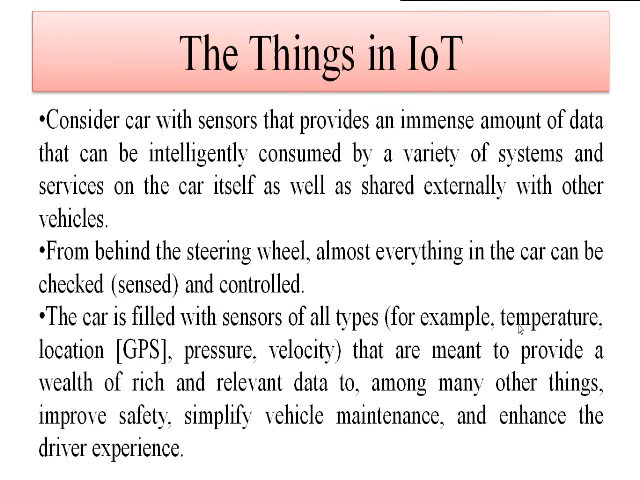 The Things in IoT
•Consider car with sensors that provides an immense amount of data
that can be intelligently consumed by a variety of systems and
services on the car itself as well as shared externally with other
vehicles.
•From behind the steering wheel, almost everything in the car can be
checked (sensed) and controlled.
•The car is filled with sensors of all types (for example, temperature,
location [GPS], pressure, velocity) that are meant to provide a
wealth of rich and relevant data to, among many other things,
improve safety, simplify vehicle maintenance, and enhance the
driver experience.